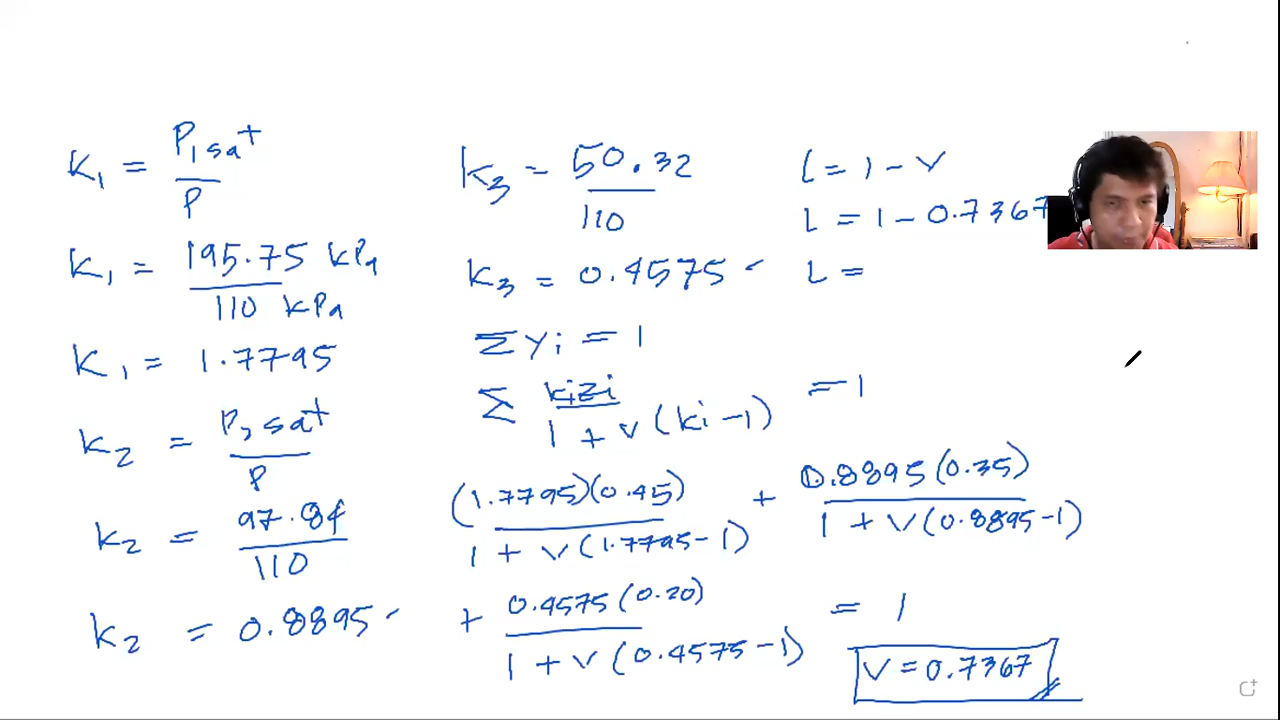 K₁ = P₁sat / P
K₁ = 195.75 kPa / 110 kPa
K₁ = 1.7795
K₂ = P₂sat / P
K₂ = 97.84 / 110
K₂ = 0.8895
K₃ = 50.32 / 110
K₃ = 0.4575
Σyi = 1
Σ kizi / 1 + V(ki-1) = 1
(1.7795)(0.45) / 1 + V(1.7795-1) + 0.8895(0.35) / 1 + V(0.8895-1)
+ 0.4575(0.20) / 1 + V(0.4575-1) = 1
V = 0.7367
L = 1 - V
L = 1 - 0.7367
L =